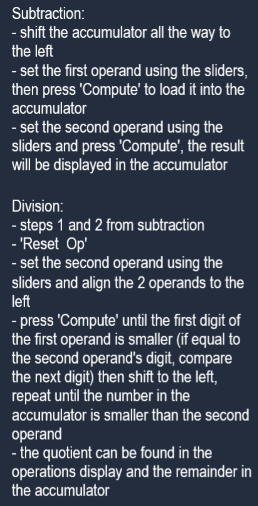 Subtraction:
- shift the accumulator all the way to
the left
- set the first operand using the sliders,
then press 'Compute' to load it into the
accumulator
- set the second operand using the
sliders and press 'Compute', the result
will be displayed in the accumulator

Division:
- steps 1 and 2 from subtraction
- 'Reset  Op'
- set the second operand using the
sliders and align the 2 operands to the
left
- press 'Compute' until the first digit of
the first operand is smaller (if equal to
the second operand's digit, compare
the next digit) then shift to the left,
repeat until the number in the
accumulator is smaller than the second
operand
- the quotient can be found in the
operations display and the remainder in
the accumulator